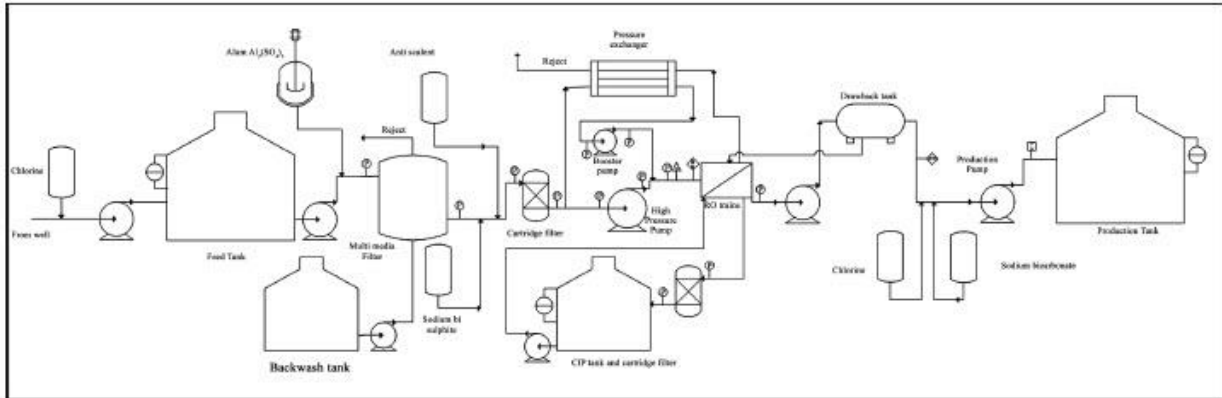 Chlorine
From well
Feed Tank
Alum Al₂(SO₄)₃
Reject
Multi media
Filter
Backwash tank
Anti scalent
Sodium bi
sulphite
Cartridge filter
Reject
Pressure
exchanger
Booster
pump
High
Pressure
Pump
P
RO trains
CIP tank and cartridge filter
Drawback tank
Chlorine
Sodium bicarbonate
Production
Pump
Production Tank